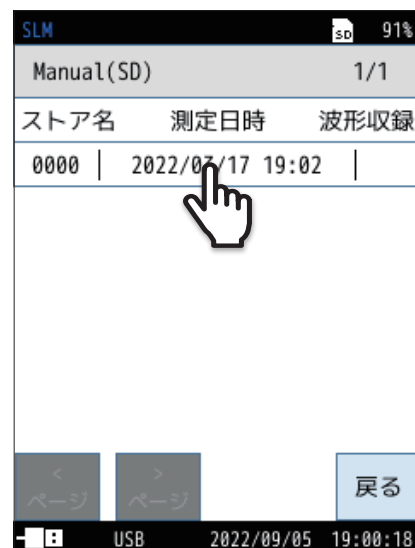 SLM SD 91%
Manual(SD) 1/1
ストア名 測定日時 波形収録
0000 2022/03/17 19:02
< >
ページ ページ 戻る
USB 2022/09/05 19:00:18